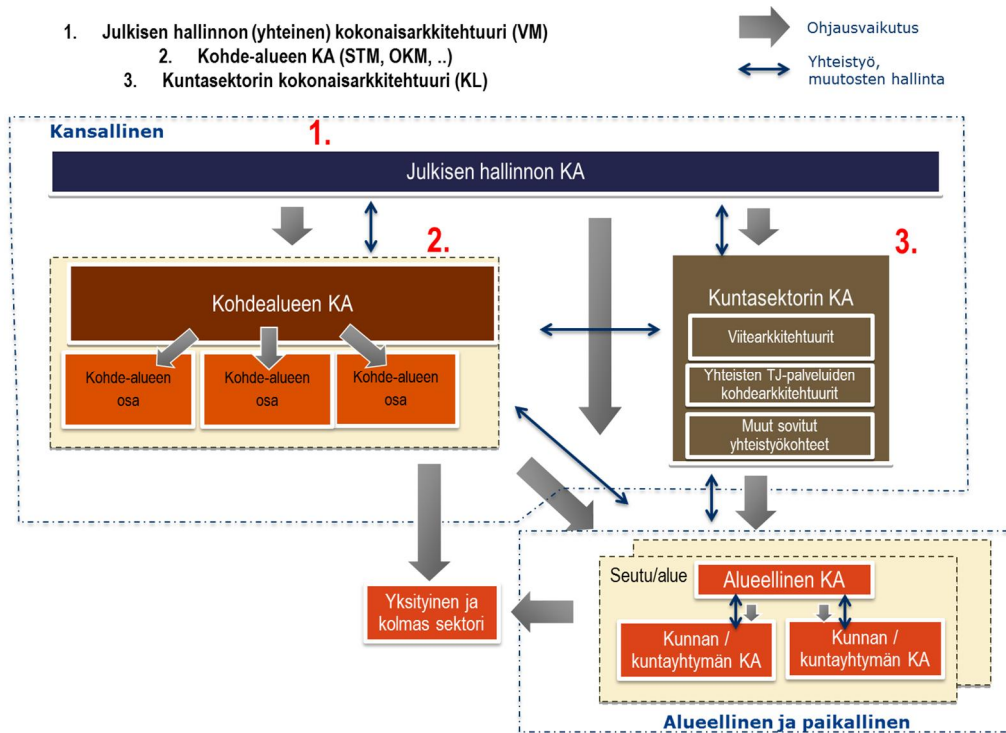 1. Julkisen hallinnon (yhteinen) kokonaisarkkitehtuuri (VM)
2. Kohde-alueen KA (STM, OKM, ..)
3. Kuntasektorin kokonaisarkkitehtuuri (KL)
Ohjausvaikutus
Yhteistyö,
muutosten hallinta
Kansallinen
1.
Julkisen hallinnon KA
2.
Kohdealueen KA
Kohde-alueen
osa
Kohde-alueen
osa
Kohde-alueen
osa
3.
Kuntasektorin KA
Viitearkkitehtuurit
Yhteisten TJ-palveluiden
kohdearkkitehtuurit
Muut sovitut
yhteistyökohteet
Yksityinen ja
kolmas sektori
Seutu/alue
Alueellinen KA
Kunnan /
kuntayhtymän KA
Kunnan /
kuntayhtymän KA
Alueellinen ja paikallinen